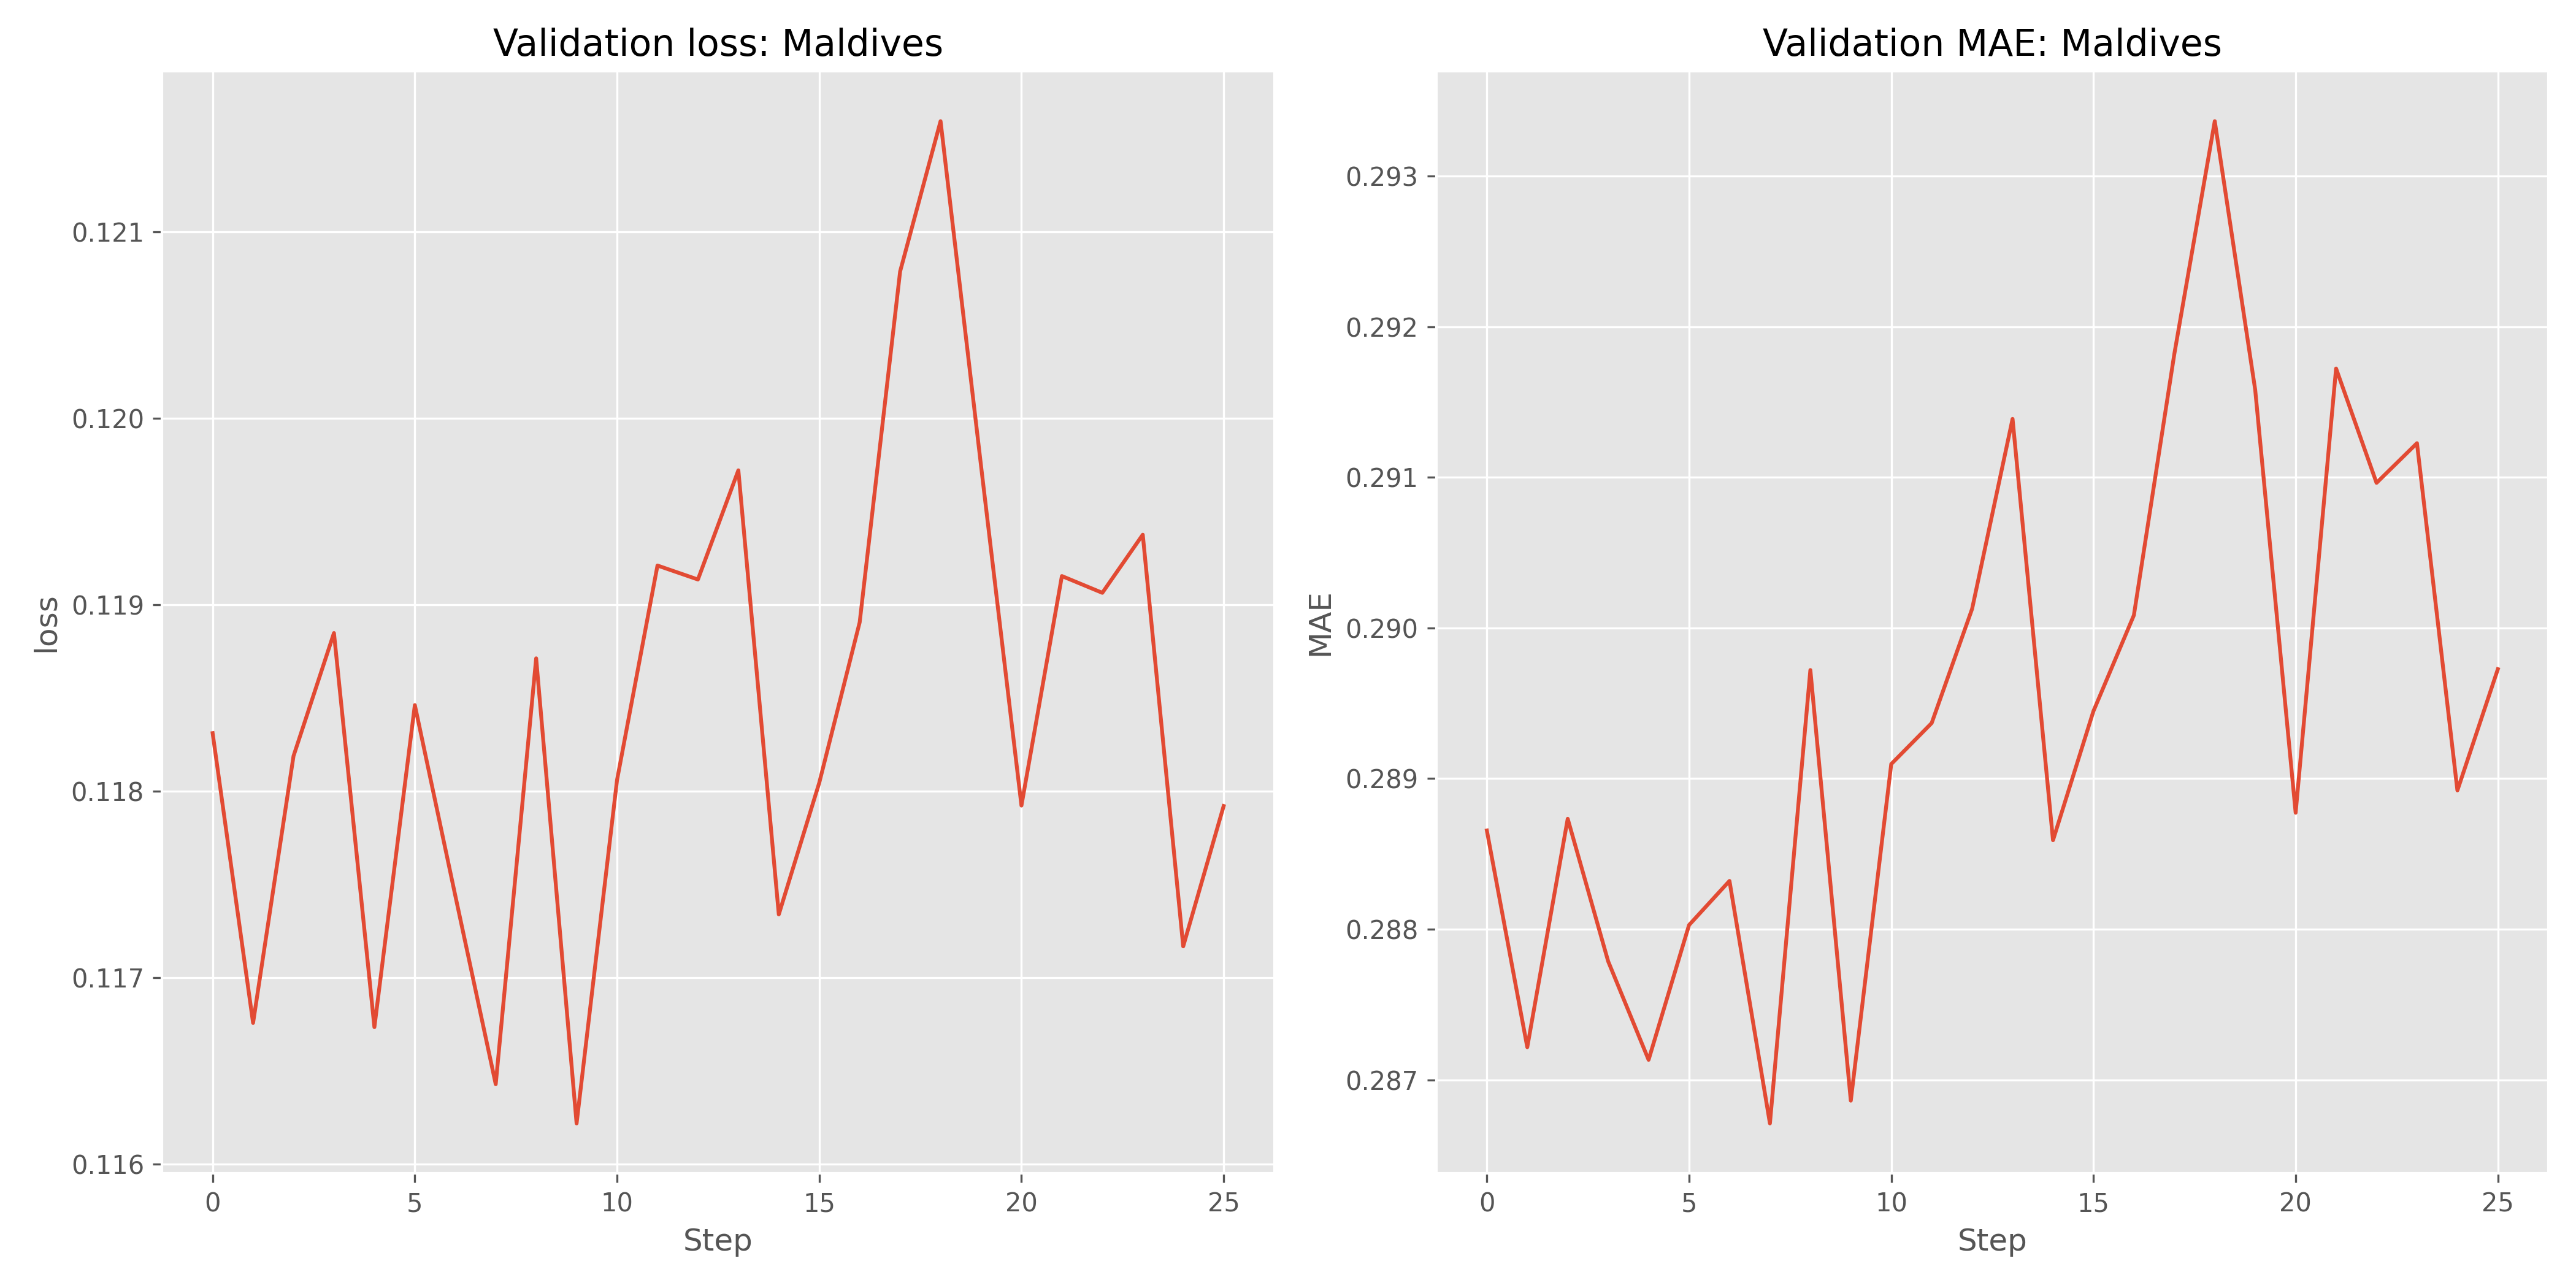 Validation loss: Maldives
0.121
0.120
0.119
0.118
0.117
0.116
loss
0 5 10 15 20 25
Step
Validation MAE: Maldives
0.293
0.292
0.291
0.290
0.289
0.288
0.287
MAE
0 5 10 15 20 25
Step